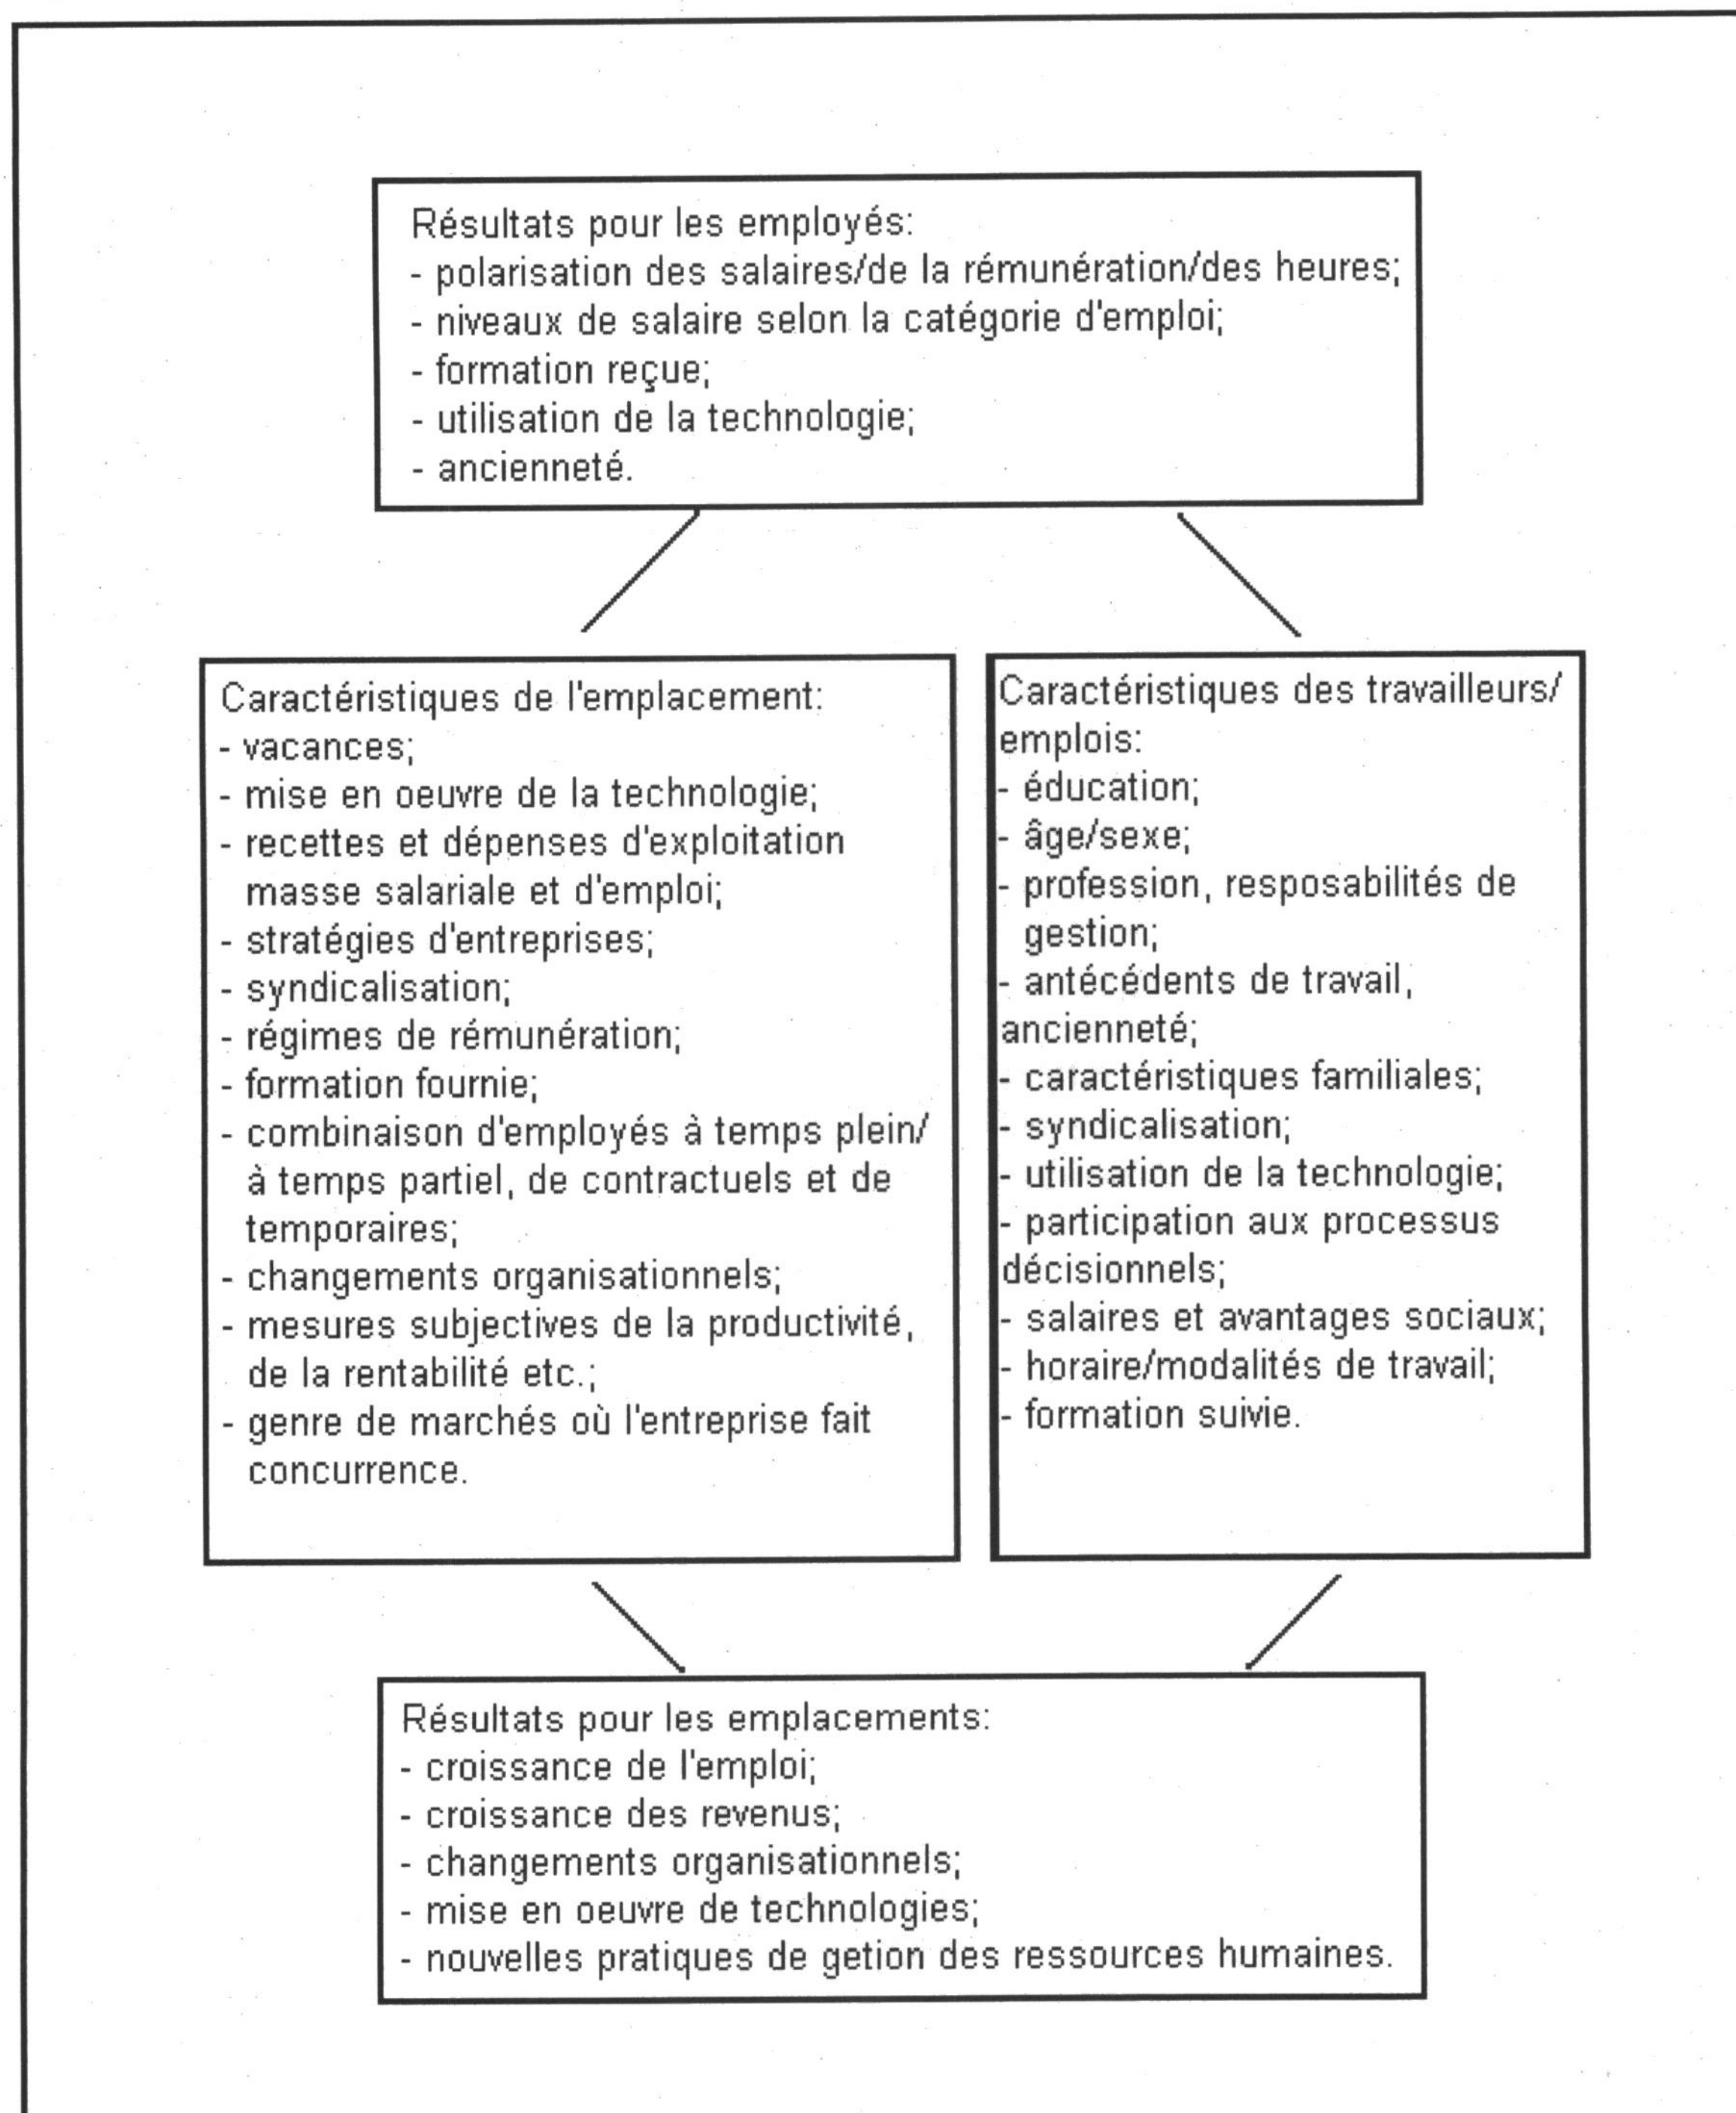 Résultats pour les employés:
- polarisation des salaires/de la rémunération/des heures;
- niveaux de salaire selon la catégorie d'emploi;
- formation reçue;
- utilisation de la technologie;
- ancienneté.
Caractéristiques de l'emplacement:
- vacances;
- mise en oeuvre de la technologie;
- recettes et dépenses d'exploitation
masse salariale et d'emploi;
- stratégies d'entreprises;
- syndicalisation;
- régimes de rémunération;
- formation fournie;
- combinaison d'employés à temps plein/
à temps partiel, de contractuels et de
temporaires;
- changements organisationnels;
- mesures subjectives de la productivité,
de la rentabilité etc.;
- genre de marchés où l'entreprise fait
concurrence.
Caractéristiques des travailleurs/
emplois:
- éducation;
- âge/sexe;
- profession, resposabilités de
gestion;
- antécédents de travail,
ancienneté;
- caractéristiques familiales;
- syndicalisation;
- utilisation de la technologie;
- participation aux processus
décisionnels;
- salaires et avantages sociaux;
- horaire/modalités de travail;
- formation suivie.
Résultats pour les emplacements:
- croissance de l'emploi;
- croissance des revenus;
- changements organisationnels;
- mise en oeuvre de technologies;
- nouvelles pratiques de getion des ressources humaines.